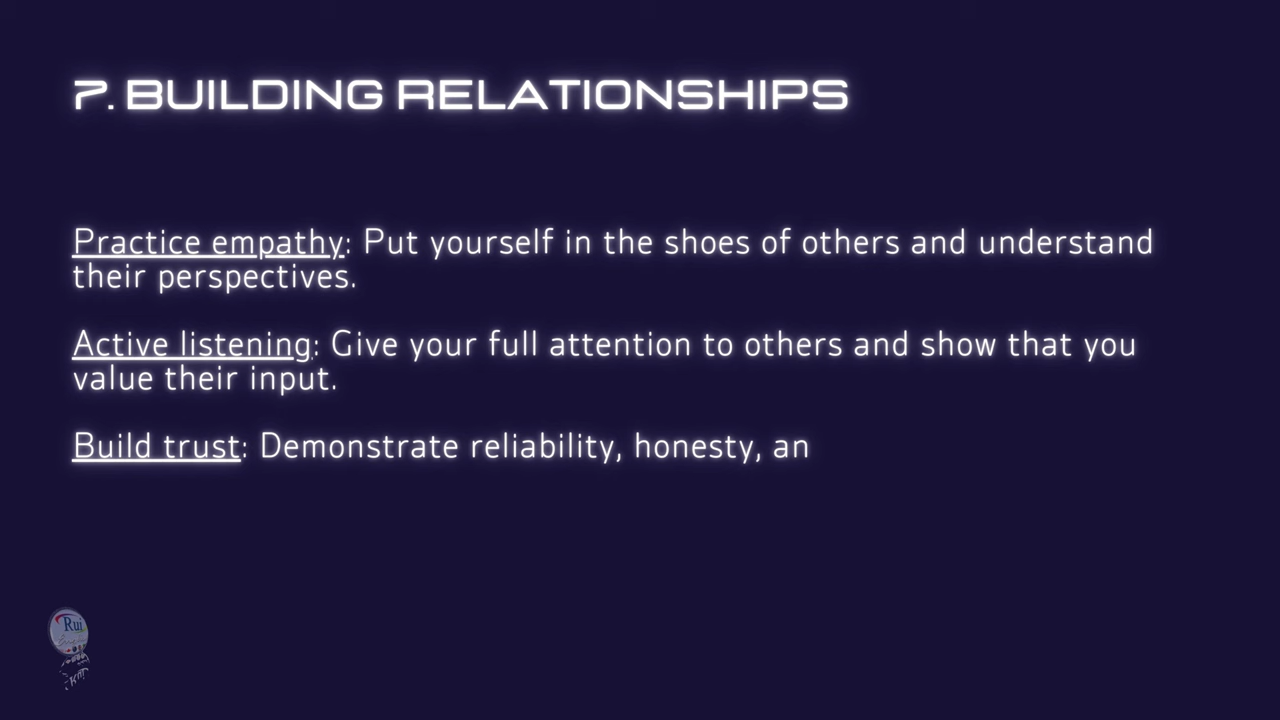 7. BUILDING RELATIONSHIPS
Practice empathy: Put yourself in the shoes of others and understand
their perspectives.
Active listening: Give your full attention to others and show that you
value their input.
Build trust: Demonstrate reliability, honesty, an
Rui